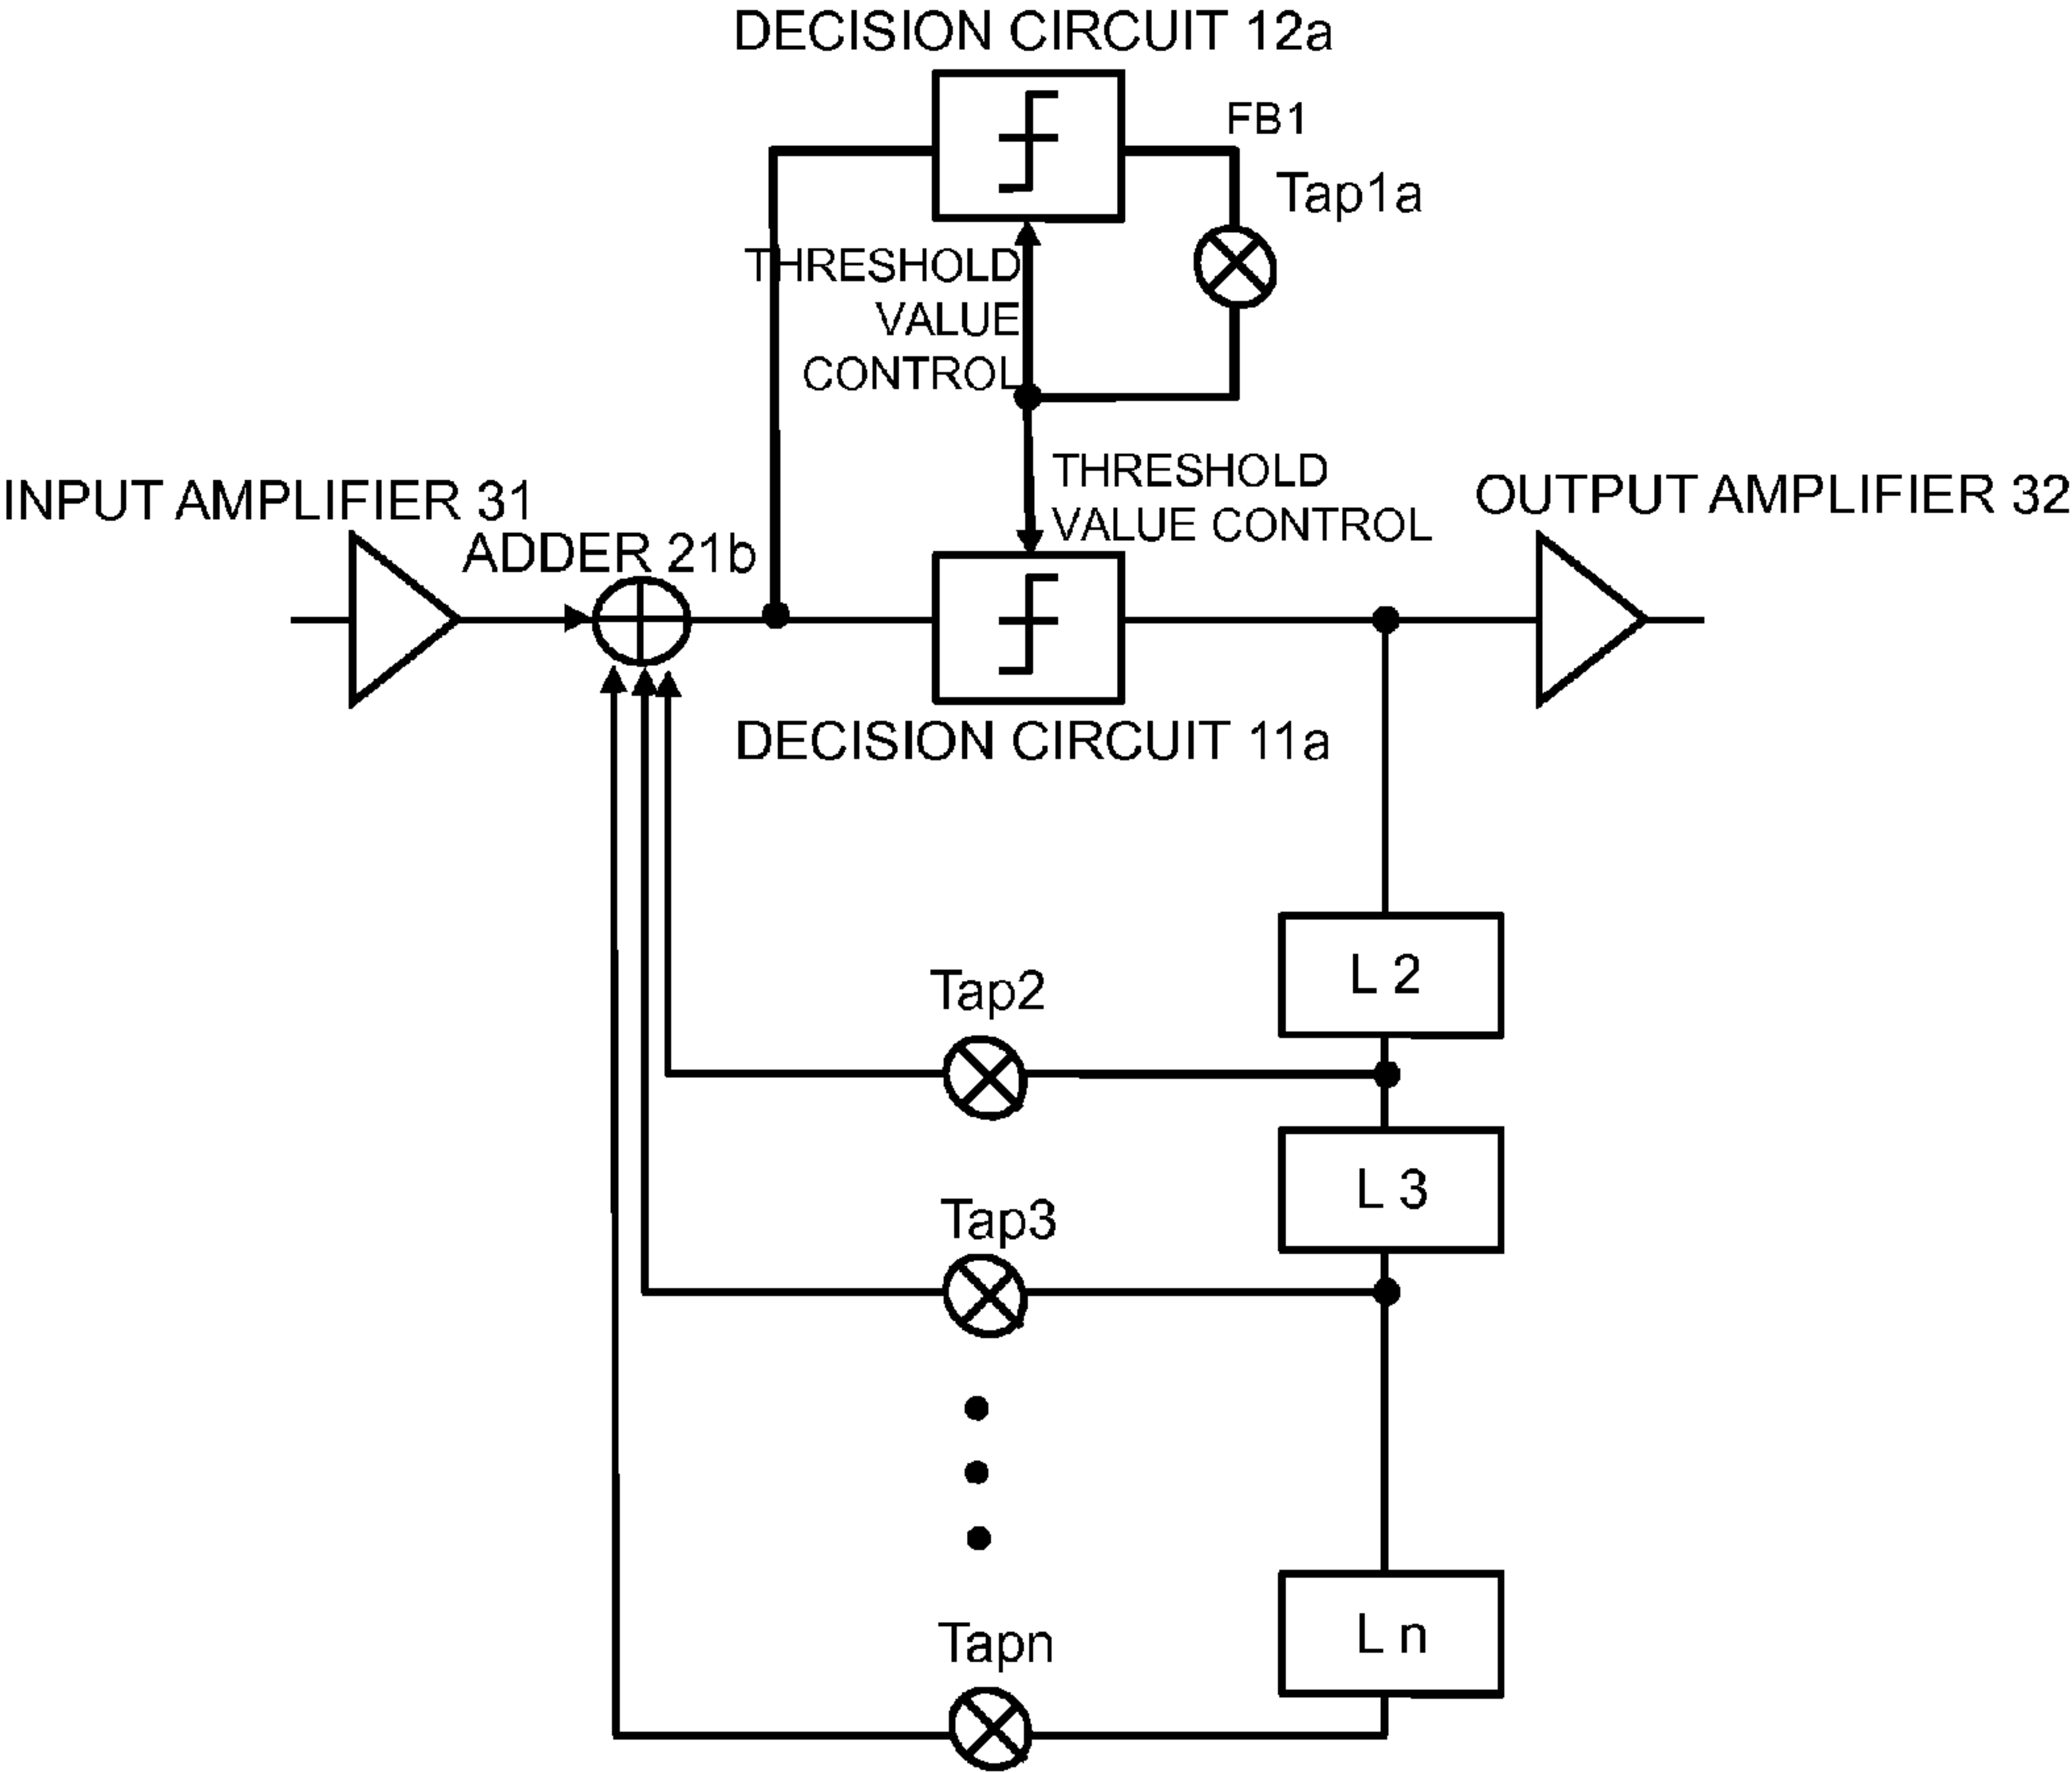 DECISION CIRCUIT 12a
FB1
Tap1a
THRESHOLD
VALUE
CONTROL
THRESHOLD
VALUE CONTROL
INPUT AMPLIFIER 31
OUTPUT AMPLIFIER 32
ADDER 21b
DECISION CIRCUIT 11a
L 2
Tap2
L 3
Tap3
L n
Tapn